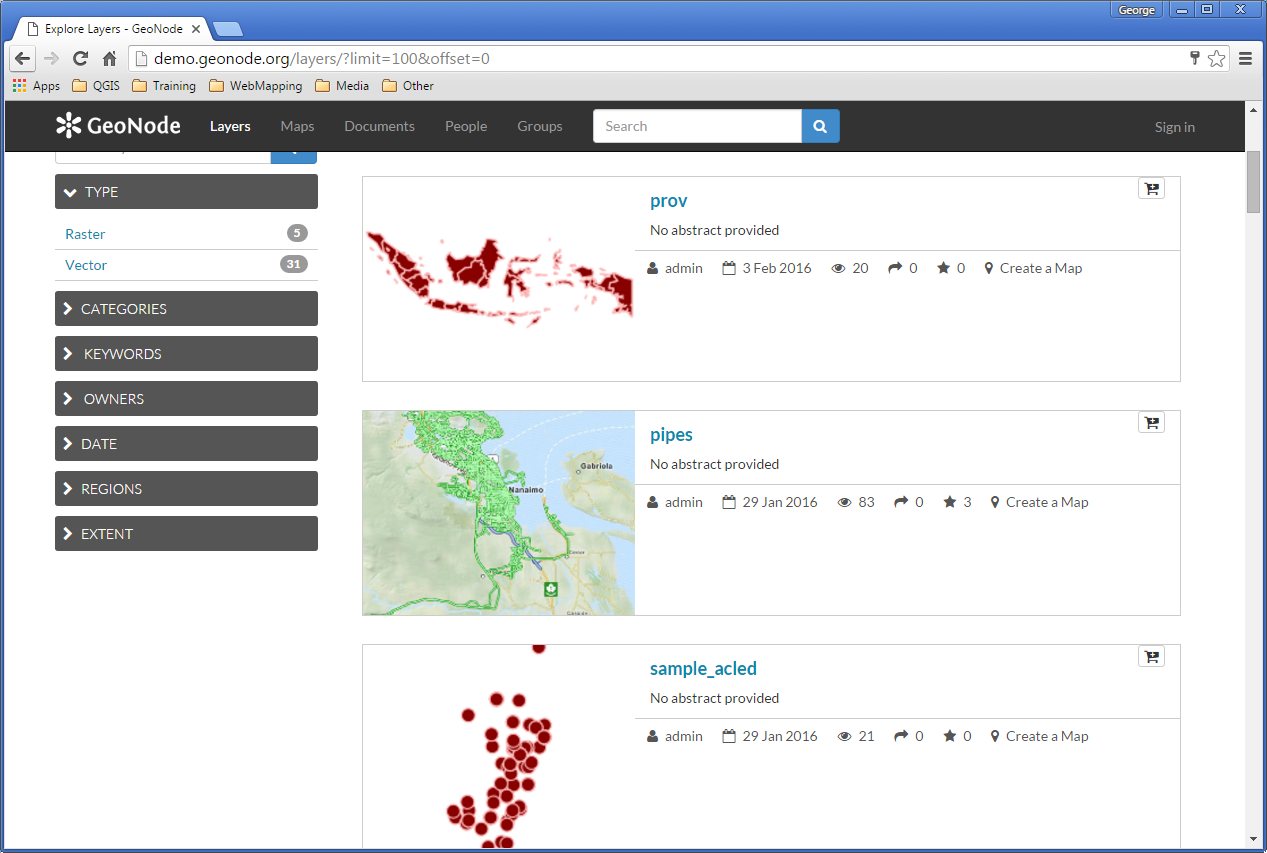 George
Explore Layers - GeoNode
demo.geonode.org/layers/?limit=100&offset=0
Apps QGIS Training WebMapping Media Other
GeoNode Layers Maps Documents People Groups Search Sign in
TYPE
Raster 5
Vector 31
CATEGORIES
KEYWORDS
OWNERS
DATE
REGIONS
EXTENT
prov
No abstract provided
admin 3 Feb 2016 20 0 0 Create a Map
pipes
No abstract provided
admin 29 Jan 2016 83 0 3 Create a Map
Gabriola
Nanaimo
sample_acled
No abstract provided
admin 29 Jan 2016 21 0 0 Create a Map